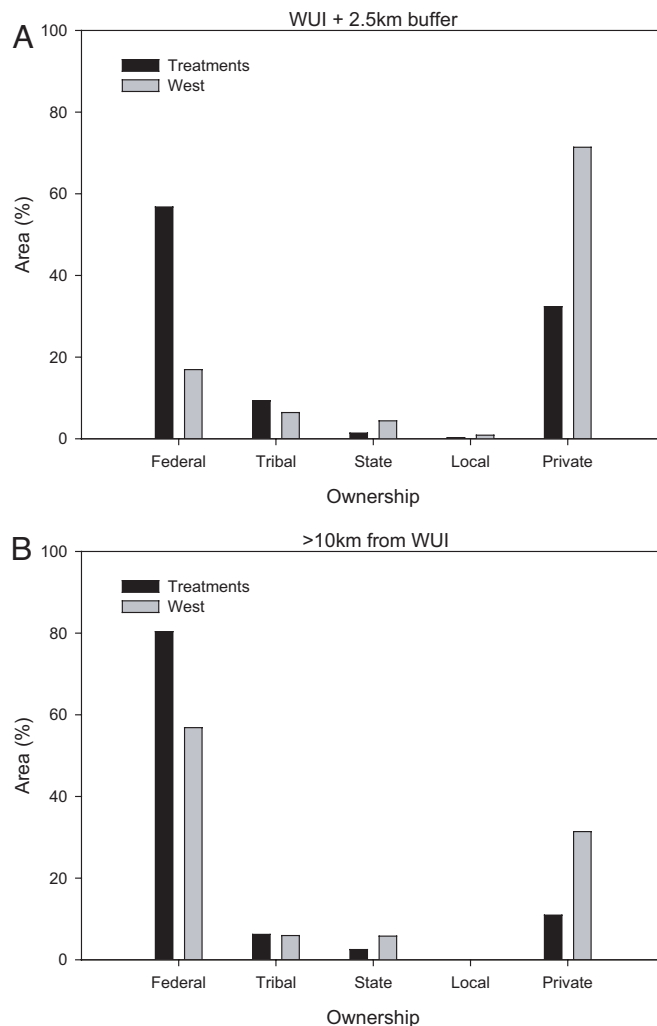 A
WUI + 2.5km buffer
100
80
60
40
20
0
Area (%)
Treatments
West
Federal Tribal State Local Private
Ownership
B
>10km from WUI
100
80
60
40
20
0
Area (%)
Treatments
West
Federal Tribal State Local Private
Ownership